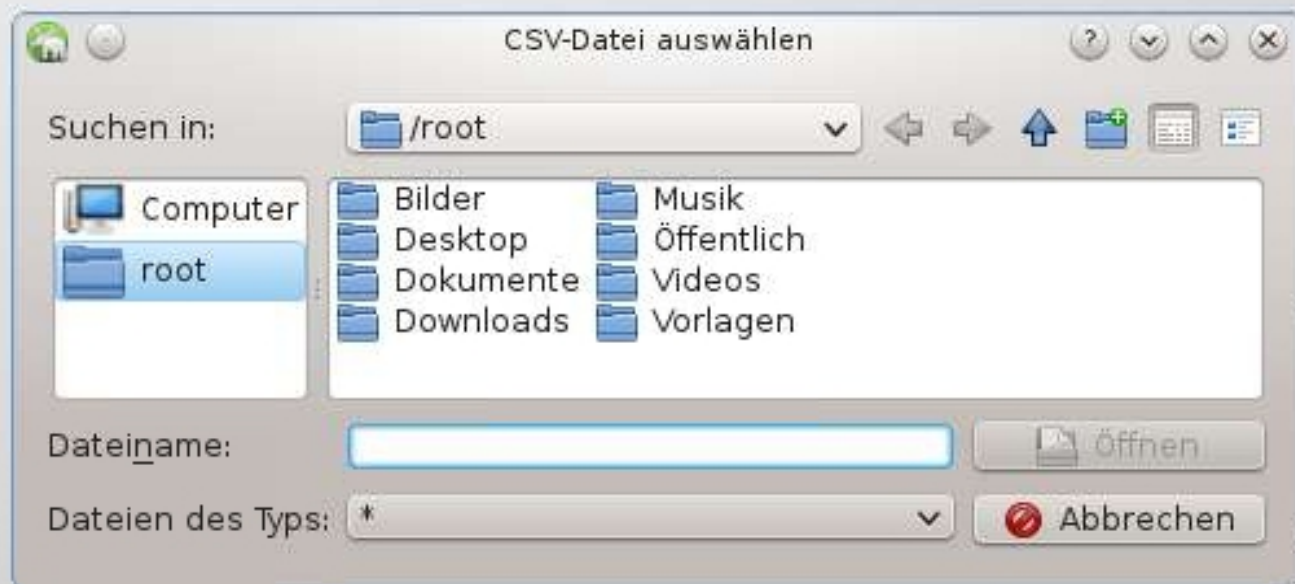 CSV-Datei auswählen
Suchen in: /root
Computer
root
Bilder Musik
Desktop Öffentlich
Dokumente Videos
Downloads Vorlagen
Dateiname: Öffnen
Dateien des Typs: * Abbrechen